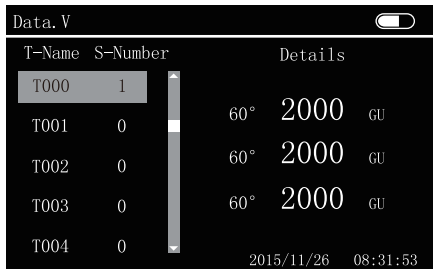 Data.V
T-Name S-Number
T000 1
T001 0
T002 0
T003 0
T004 0
Details
60° 2000 GU
60° 2000 GU
60° 2000 GU
2015/11/26 08:31:53